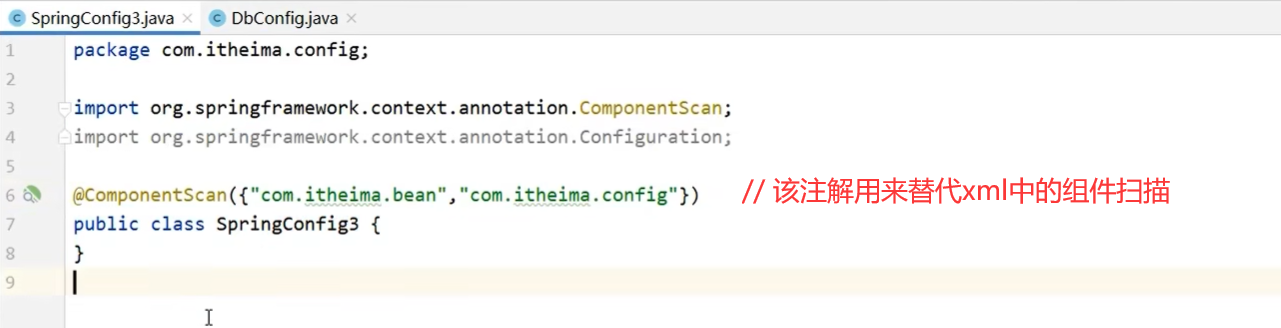 SpringConfig3.java × DbConfig.java ×
1 package com.itheima.config;
2
3 import org.springframework.context.annotation.ComponentScan;
4 import org.springframework.context.annotation.Configuration;
5
6 @ComponentScan({"com.itheima.bean","com.itheima.config"}) // 该注解用来替代xml中的组件扫描
7 public class SpringConfig3 {
8 }
9